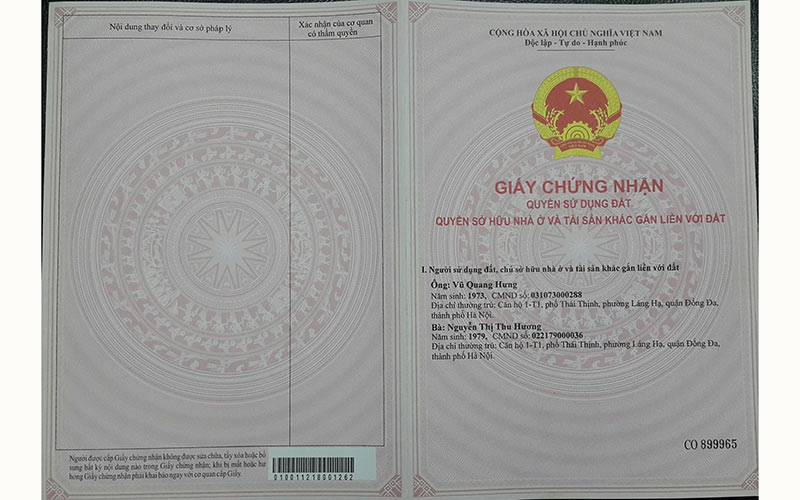 Nội dung thay đổi và cơ sở pháp lý
Xác nhận của cơ quan
có thẩm quyền
Người được cấp Giấy chứng nhận không được sửa chữa, tẩy xóa hoặc bổ
sung bất kỳ nội dung nào trong Giấy chứng nhận; khi bị mất hoặc hư
hỏng Giấy chứng nhận phải khai báo ngay với cơ quan cấp Giấy.
010011218001262
CỘNG HÒA XÃ HỘI CHỦ NGHĨA VIỆT NAM
Độc lập - Tự do - Hạnh phúc
GIẤY CHỨNG NHẬN
QUYỀN SỬ DỤNG ĐẤT
QUYỀN SỞ HỮU NHÀ Ở VÀ TÀI SẢN KHÁC GẮN LIỀN VỚI ĐẤT
I. Người sử dụng đất, chủ sở hữu nhà ở và tài sản khác gắn liền với đất
Ông: Vũ Quang Hưng
Năm sinh: 1973, CMND số: 031073000288
Địa chỉ thường trú: Căn hộ 1-T1, phố Thái Thịnh, phường Láng Hạ, quận Đống Đa,
thành phố Hà Nội.
Bà: Nguyễn Thị Thu Hương
Năm sinh: 1979, CMND số: 022179000036
Địa chỉ thường trú: Căn hộ 1-T1, phố Thái Thịnh, phường Láng Hạ, quận Đống Đa,
thành phố Hà Nội.
CO 899965